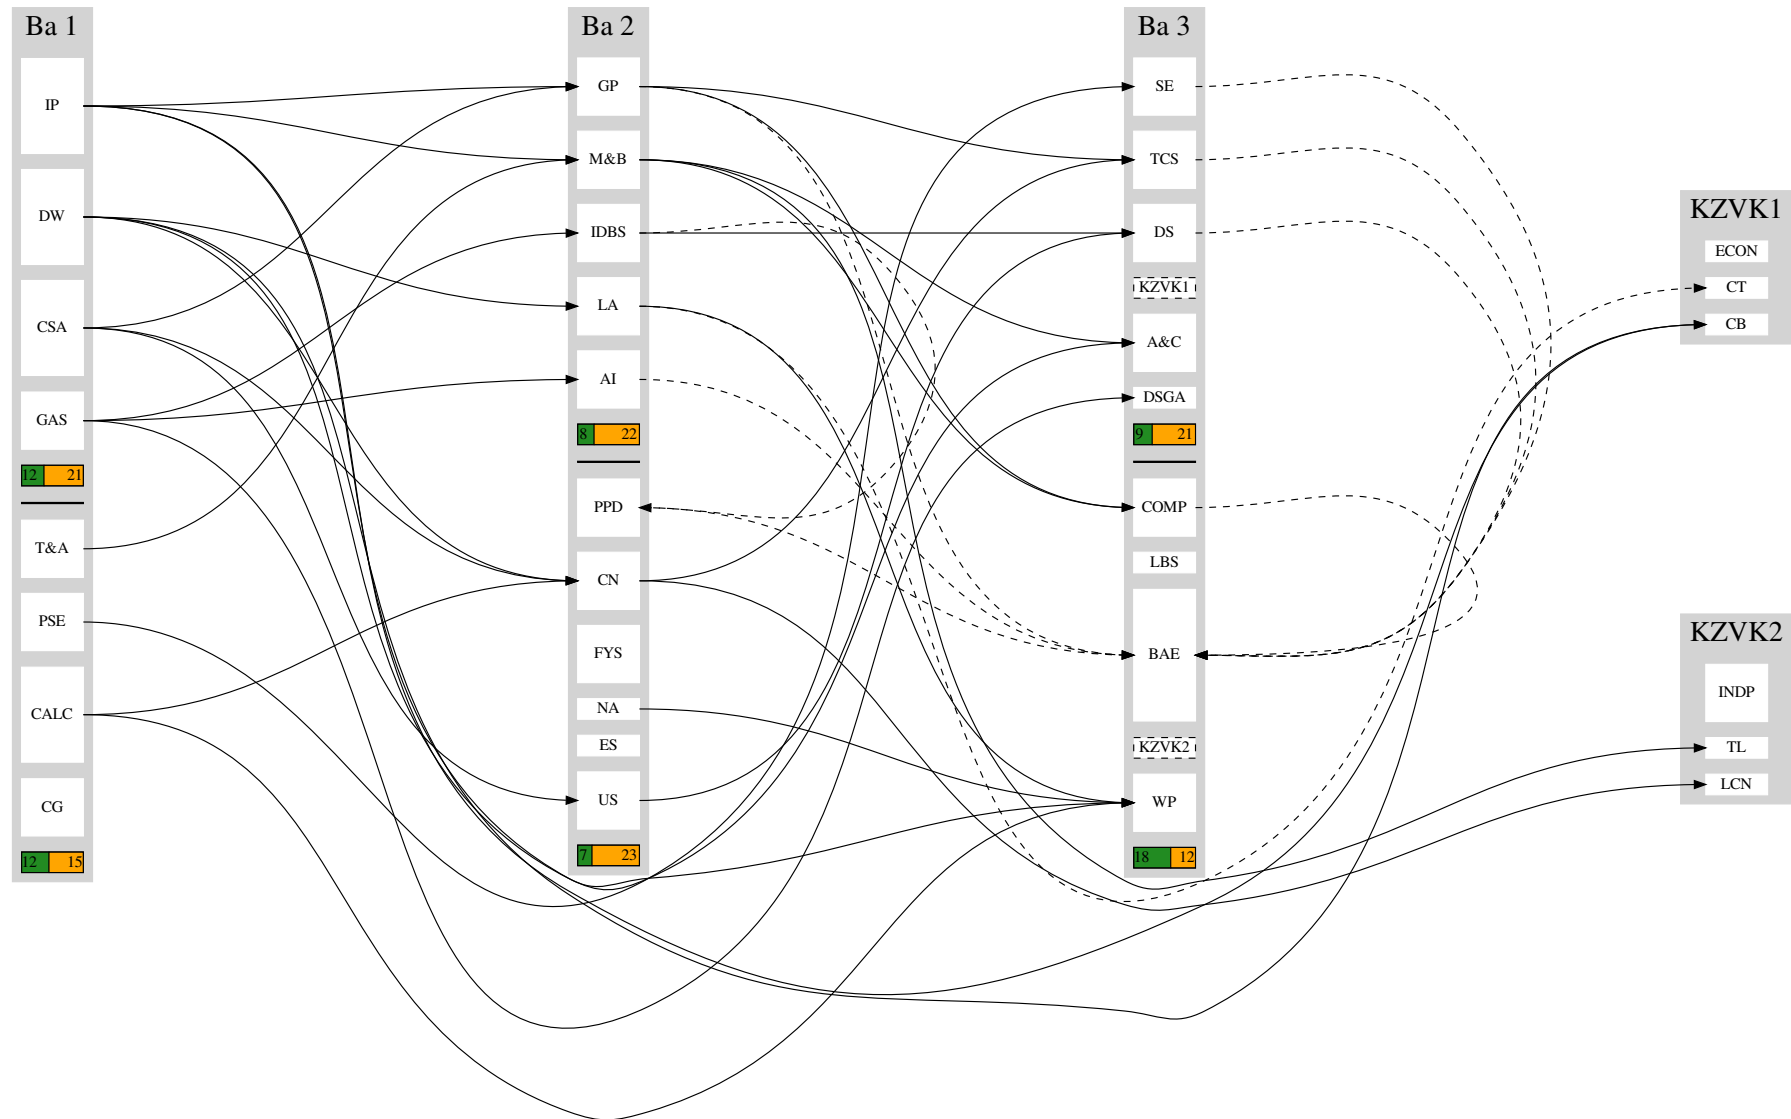 Ba 1
IP
DW
CSA
GAS
12 21
T&A
PSE
CALC
CG
12 15
Ba 2
GP
M&B
IDBS
LA
AI
8 22
PPD
CN
FYS
NA
ES
US
7 23
Ba 3
SE
TCS
DS
KZVK1
A&C
DSGA
9 21
COMP
LBS
BAE
KZVK2
WP
18 12
KZVK1
ECON
CT
CB
KZVK2
INDP
TL
LCN